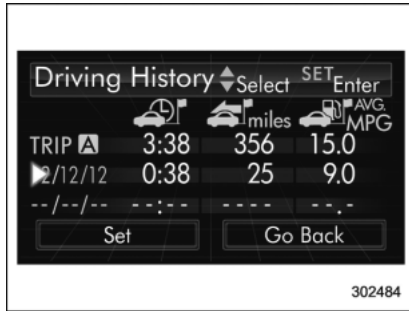 Driving History Select SET Enter
miles AVG. MPG
TRIP A 3:38 356 15.0
2/12/12 0:38 25 9.0
--/--/-- --:-- ---- --.-
Set Go Back
302484